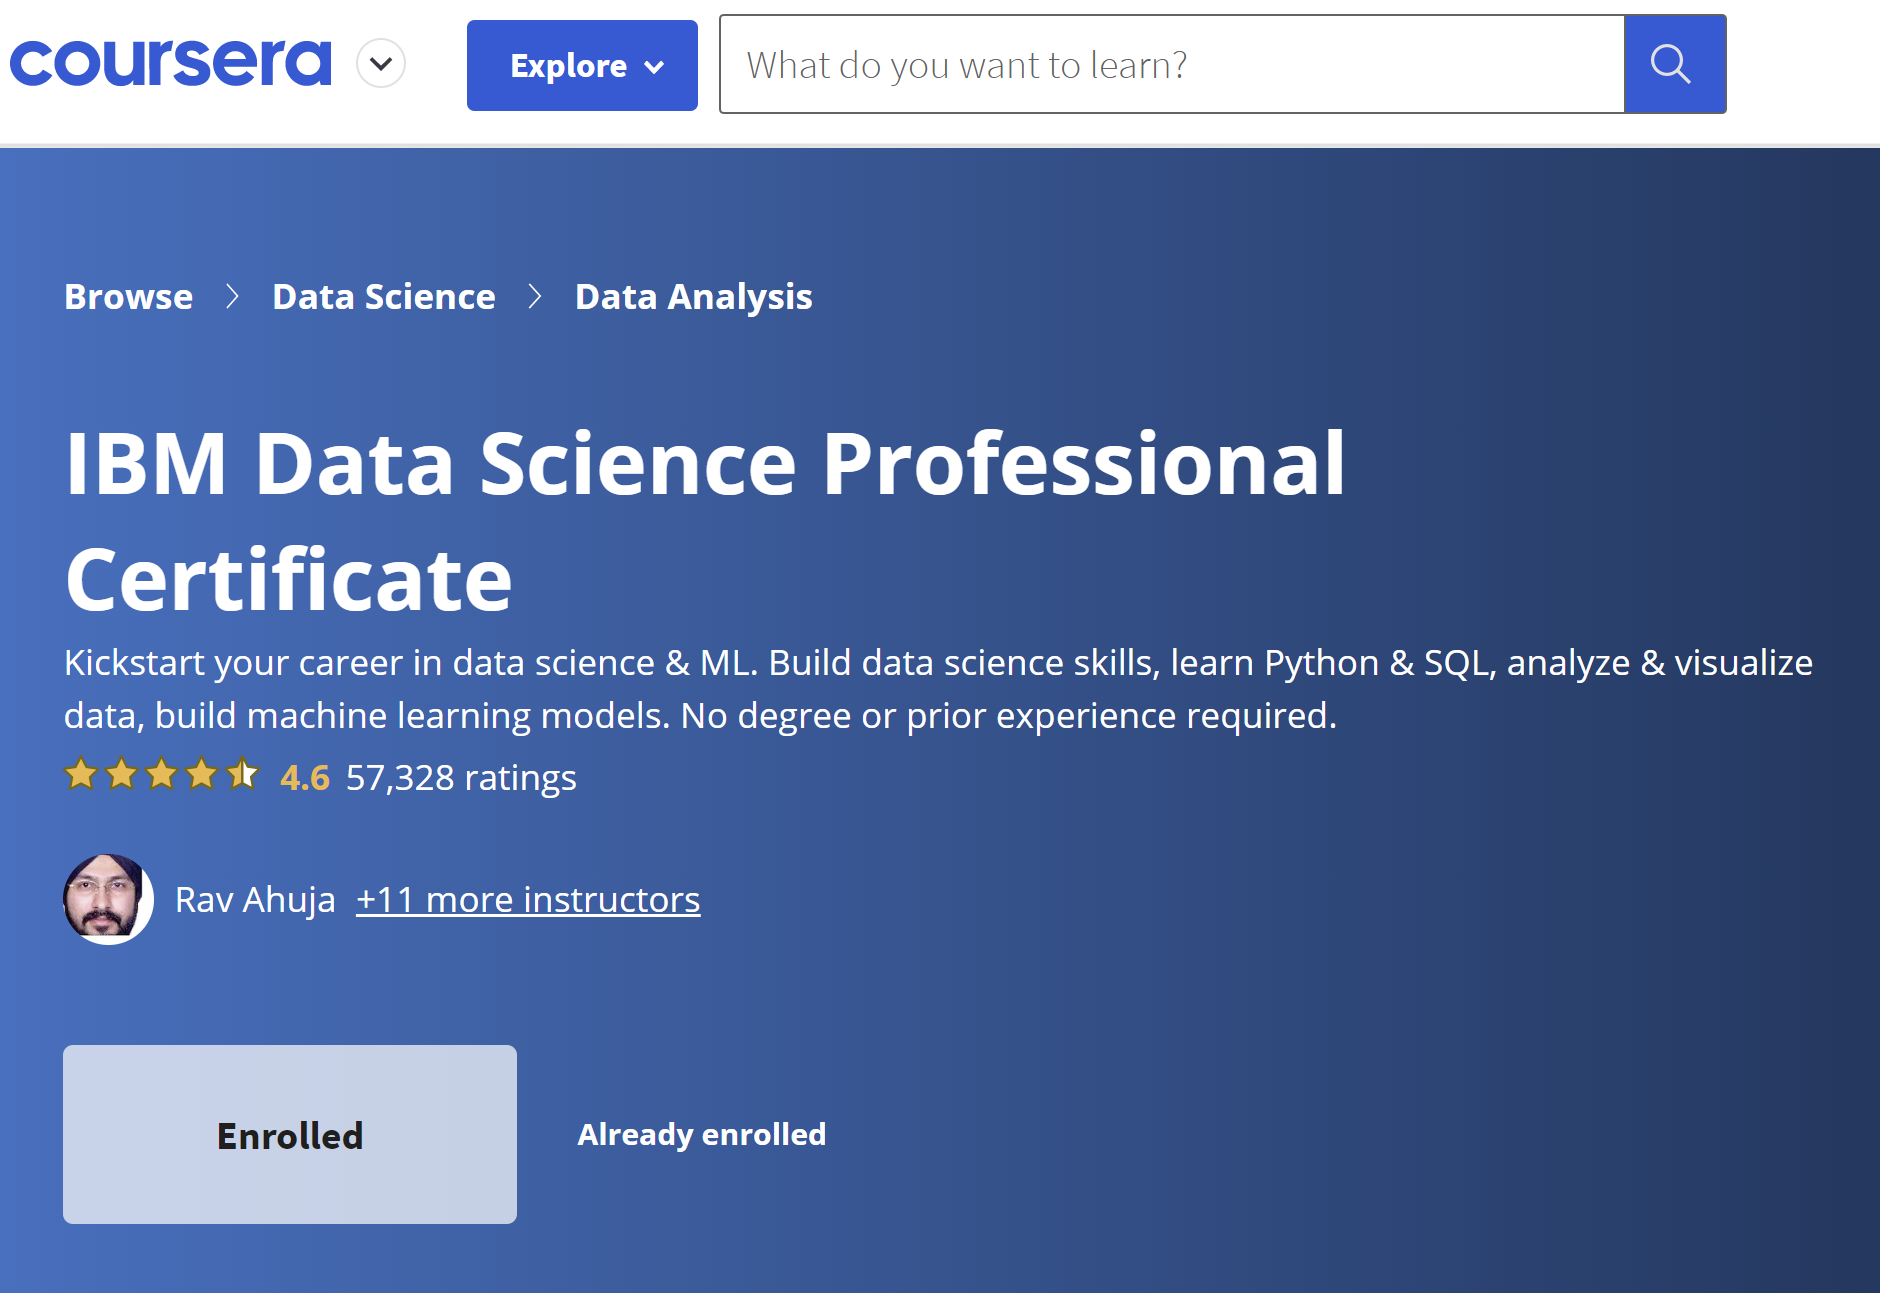 coursera
Explore
What do you want to learn?
Browse > Data Science > Data Analysis
IBM Data Science Professional
Certificate
Kickstart your career in data science & ML. Build data science skills, learn Python & SQL, analyze & visualize
data, build machine learning models. No degree or prior experience required.
4.6 57,328 ratings
Rav Ahuja +11 more instructors
Enrolled
Already enrolled